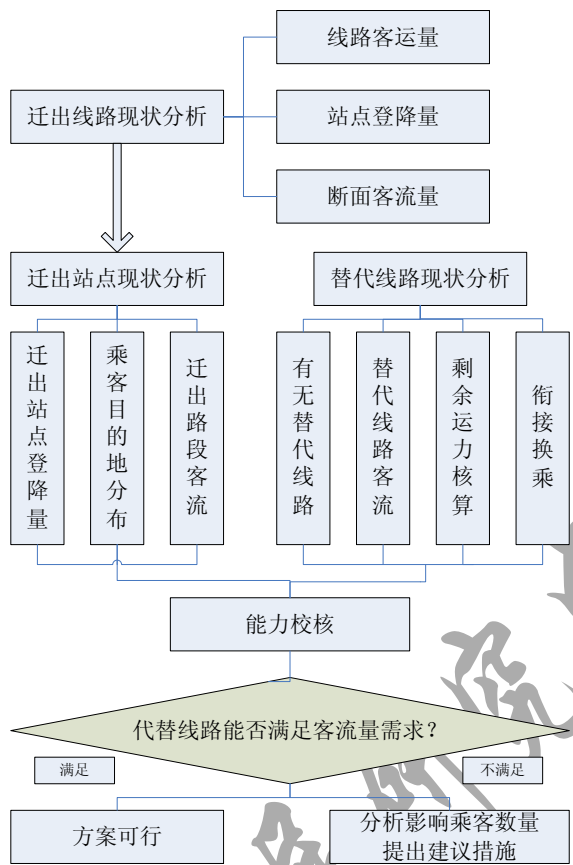 线路客运量
迁出线路现状分析
站点登降量
断面客流量
迁出站点现状分析
替代线路现状分析
迁出站点登降量
乘客目的地分布
迁出路段客流
有无替代线路
替代线路客流
剩余运力核算
衔接换乘
能力校核
代替线路能否满足客流量需求？
满足
不满足
方案可行
分析影响乘客数量
提出建议措施